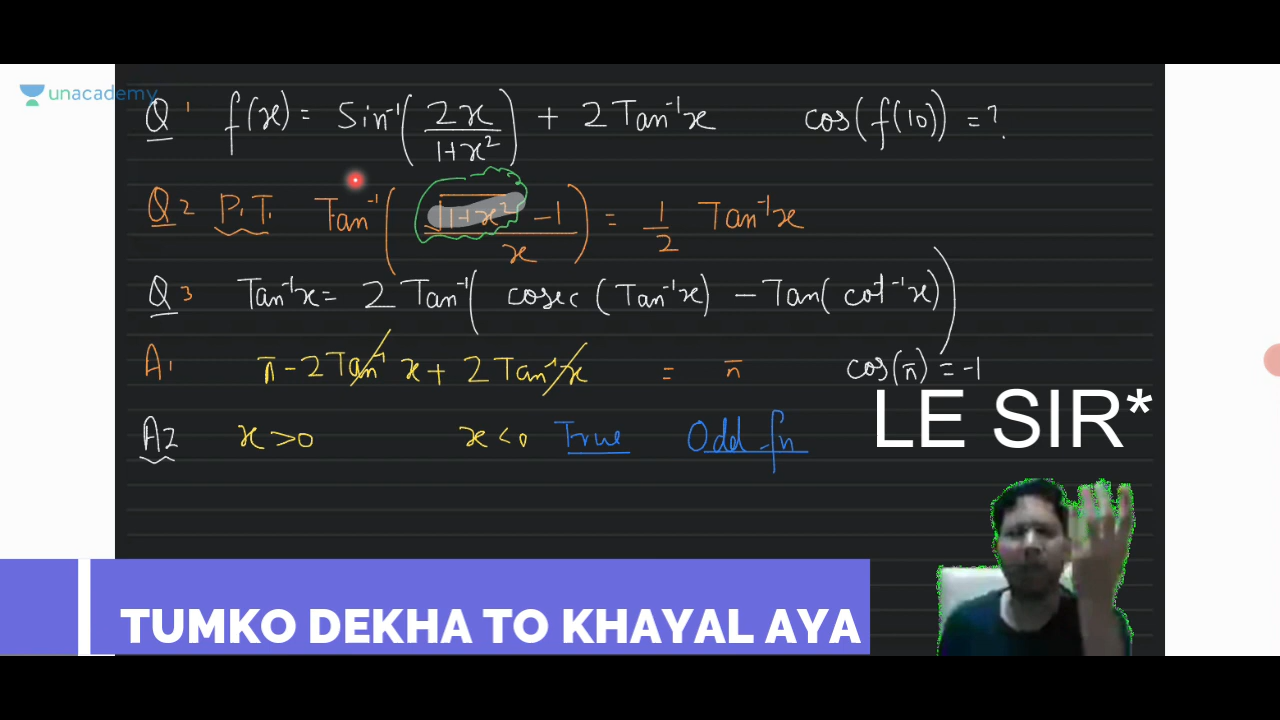 unacademy
Q1 f(x) = Sin⁻¹(2x/(1+x²)) + 2Tan⁻¹x cos(f(10)) = ?
Q2 P.T. Tan⁻¹((√(1+x²) - 1)/x) = 1/2 Tan⁻¹x
Q3 Tan⁻¹x = 2 Tan⁻¹(cosec(Tan⁻¹x) - Tan(cot⁻¹x))
A1 π - 2Tan⁻¹x + 2Tan⁻¹x = π cos(π) = -1
LE SIR*
A2 x > 0 x < 0 True Odd fn
TUMKO DEKHA TO KHAYAL AYA